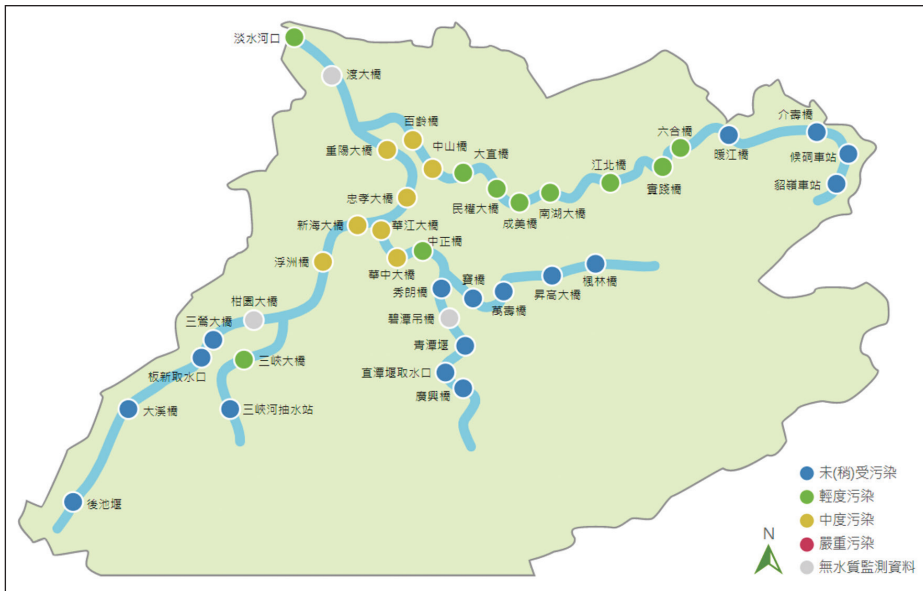 淡水河口
渡大橋
百齡橋
重陽大橋
中山橋
大直橋
六合橋
介壽橋
暖江橋
候硐車站
江北橋
實踐橋
貂嶺車站
忠孝大橋
民權大橋
成美橋
南湖大橋
新海大橋
華江大橋
中正橋
浮洲橋
華中大橋
寶橋
楓林橋
昇高大橋
秀朗橋
萬壽橋
柑園大橋
碧潭吊橋
三鶯大橋
青潭堰
板新取水口
三峽大橋
直潭堰取水口
廣興橋
大溪橋
三峽河抽水站
後池堰
未(稍)受污染
輕度污染
中度污染
嚴重污染
無水質監測資料
N